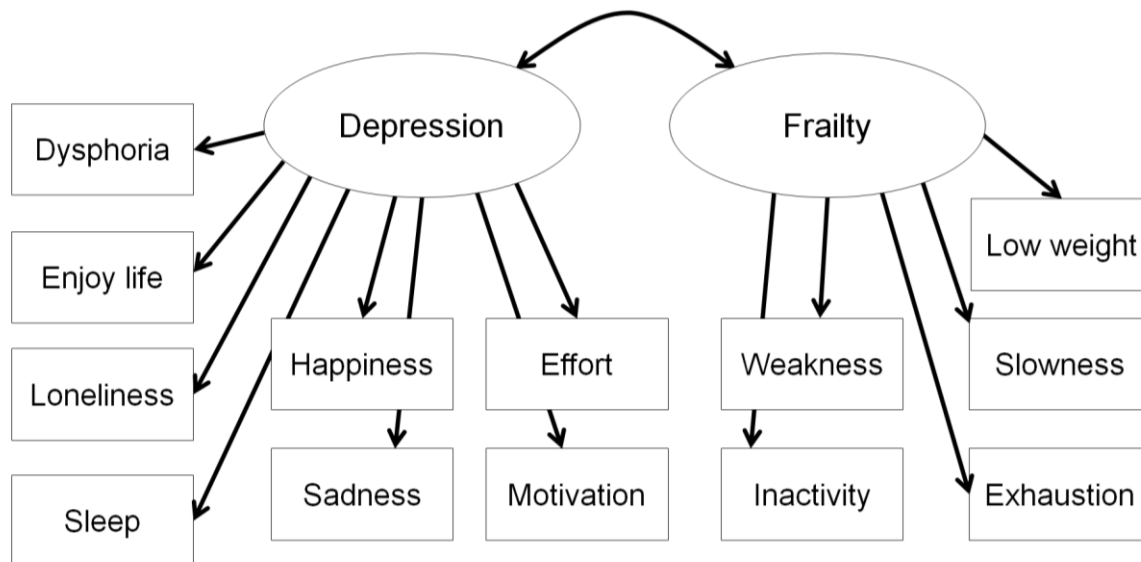 Depression
Frailty
Dysphoria
Enjoy life
Loneliness
Sleep
Happiness
Effort
Sadness
Motivation
Weakness
Inactivity
Low weight
Slowness
Exhaustion